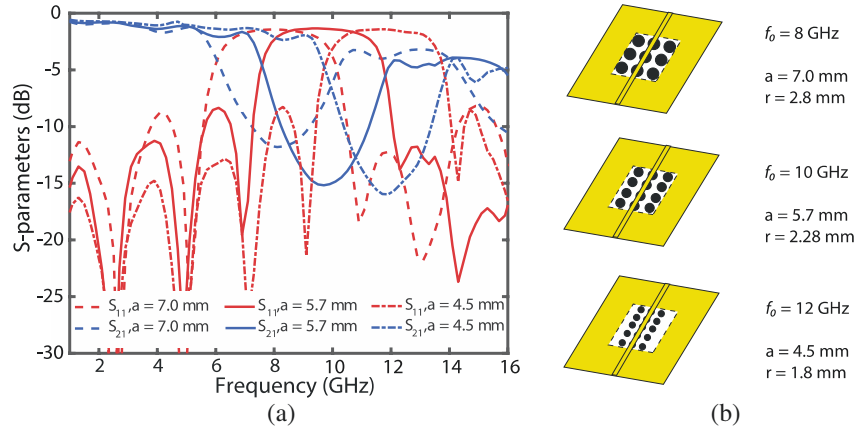 0
-5
-10
-15
-20
-25
-30
S-parameters (dB)
S11,a = 7.0 mm S11,a = 5.7 mm S11,a = 4.5 mm
S21,a = 7.0 mm S21,a = 5.7 mm S21,a = 4.5 mm
2 4 6 8 10 12 14 16
Frequency (GHz)
(a)
f0 = 8 GHz
a = 7.0 mm
r = 2.8 mm
f0 = 10 GHz
a = 5.7 mm
r = 2.28 mm
f0 = 12 GHz
a = 4.5 mm
r = 1.8 mm
(b)